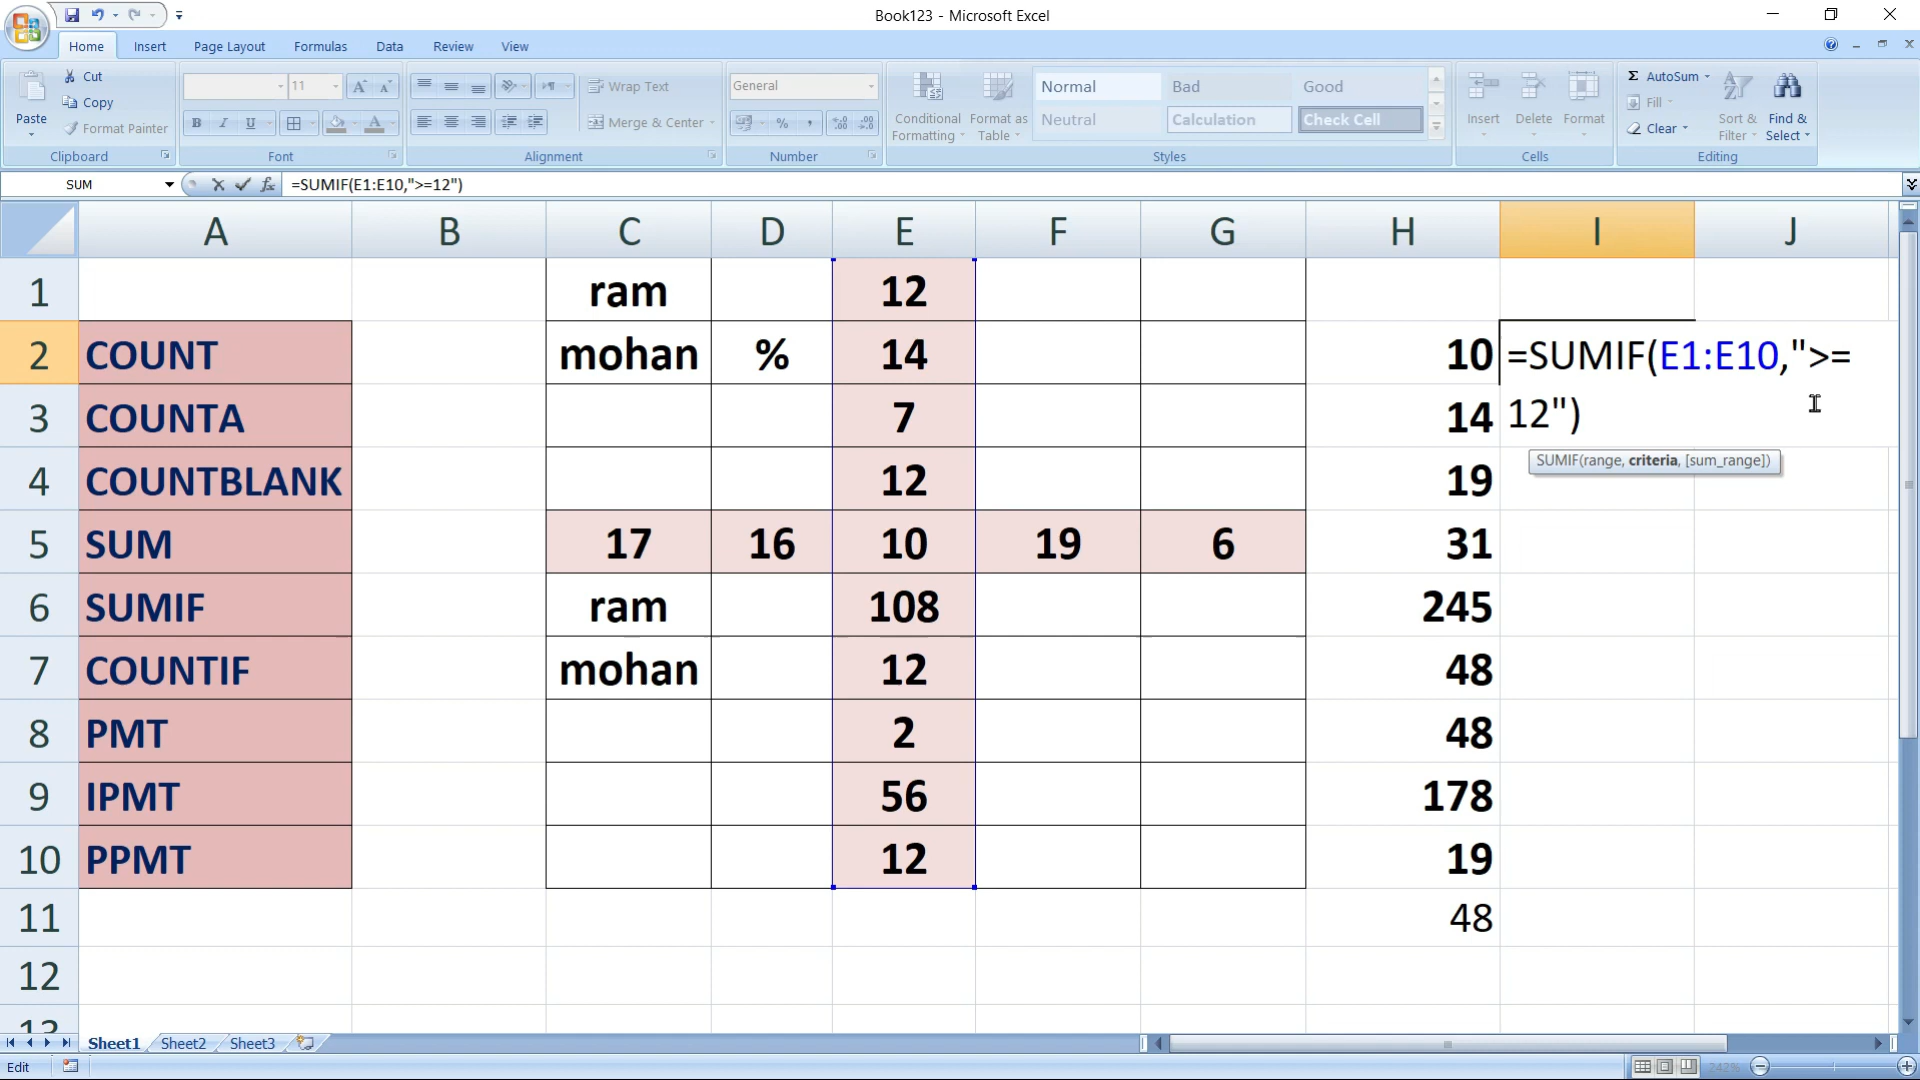 Book123 - Microsoft Excel
Home Insert Page Layout Formulas Data Review View
Paste Cut Copy Format Painter
Clipboard
11
B I U
Font
Wrap Text
Merge & Center
Alignment
General
% ,
Number
Conditional Formatting
Format as Table
Normal Bad Good
Neutral Calculation Check Cell
Styles
Insert Delete Format
Cells
Σ AutoSum
Fill
Clear
Sort & Filter
Find & Select
Editing
SUM fx =SUMIF(E1:E10,">=12")
A B C D E F G H I J
1 ram 12
2 COUNT mohan % 14 10 =SUMIF(E1:E10,">=
3 COUNTA 7 14 12")
SUMIF(range, criteria, [sum_range])
4 COUNTBLANK 12 19
5 SUM 17 16 10 19 6 31
6 SUMIF ram 108 245
7 COUNTIF mohan 12 48
8 PMT 2 48
9 IPMT 56 178
10 PPMT 12 19
11 48
12
13
Sheet1 Sheet2 Sheet3
Edit 242%